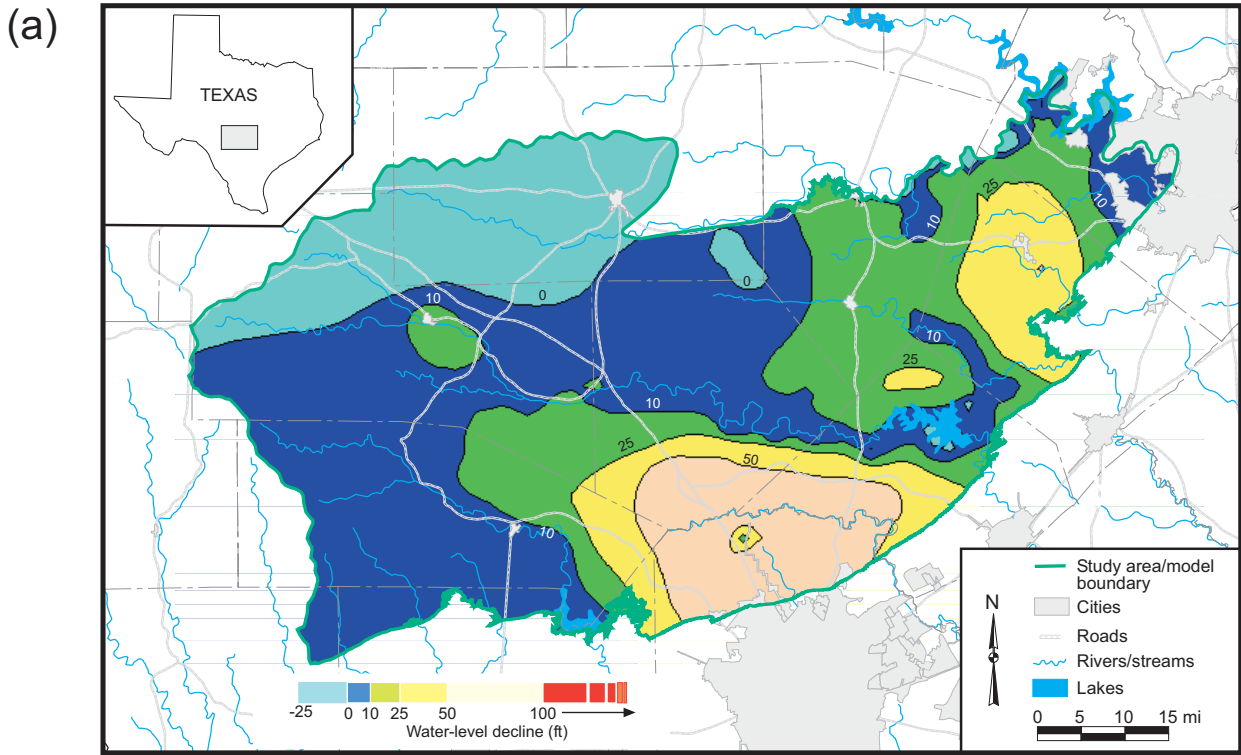 (a)
TEXAS
25
10
10
0
0
10
10
25
10
25
50
10
-25 0 10 25 50 100
Water-level decline (ft)
N
Study area/model
boundary
Cities
Roads
Rivers/streams
Lakes
0 5 10 15 mi